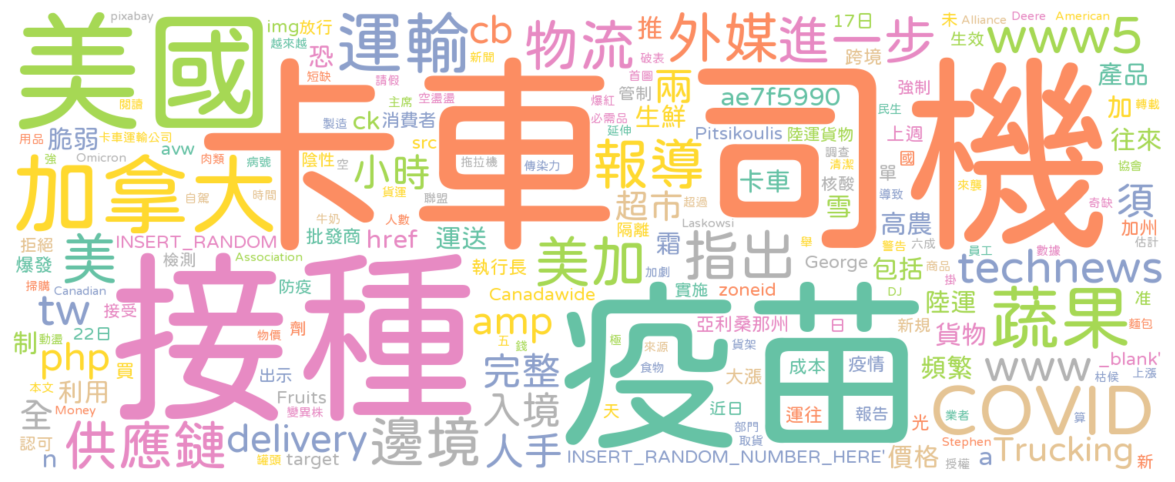 pixabay
美國
卡車司機
img
放行
越來越
恐
運輸
cb
新聞
物流
推
首圖
破表
外媒
進一步
17日
跨境
未
生效
Alliance
Deere
American
www5
產品
加
轉載
往來
協會
用品
閱讀
脆弱
卡車運輸公司
強
Omicron
avw
病號
肉類
短缺
請假
主席
空盪盪
製造
ck
消費者
src
陰性
空
小時
拖拉機
爆紅
必需品
延伸
傳染力
管制
兩
生鮮
ae7f5990
Pitsikoulis
陸運貨物
調查
清潔
卡車
核酸
強制
民生
上週
國
單
導致
奇缺
來襲
加拿大
自駕
時間
貨運
聯盟
報導
超市
超過
隔離
雪
高農
須
加州
估計
拒絕
爆發
美
INSERT_RANDOM
檢測
Association
批發商
href
人數
牛奶
運送
執行長
加劇
美加
霜
指出
Laskowsi
舉
George
警告
六成
包括
員工
數據
商品
掛
technews
掃購
Canadian
接受
tw
防疫
接種
Canadawide
實施
zoneid
DJ
新規
陸運
蔬果
准
麵包
制
動盪
22日
物價
劑
php
買
amp
五
錢
疫苗
極
來源
食物
亞利桑那州
日
貨架
大漲
成本
疫情
貨物
頻繁
www
_blank'
枯候
上漲
本文
利用
全
Money
出示
變異株
Fruits
完整
入境
天
近日
部門
取貨
運往
報告
光
業者
COVID
算
認可
n
供應鏈
罐頭
delivery
target
邊境
人手
INSERT_RANDOM_NUMBER_HERE'
價格
Stephen
授權
a
Trucking
新